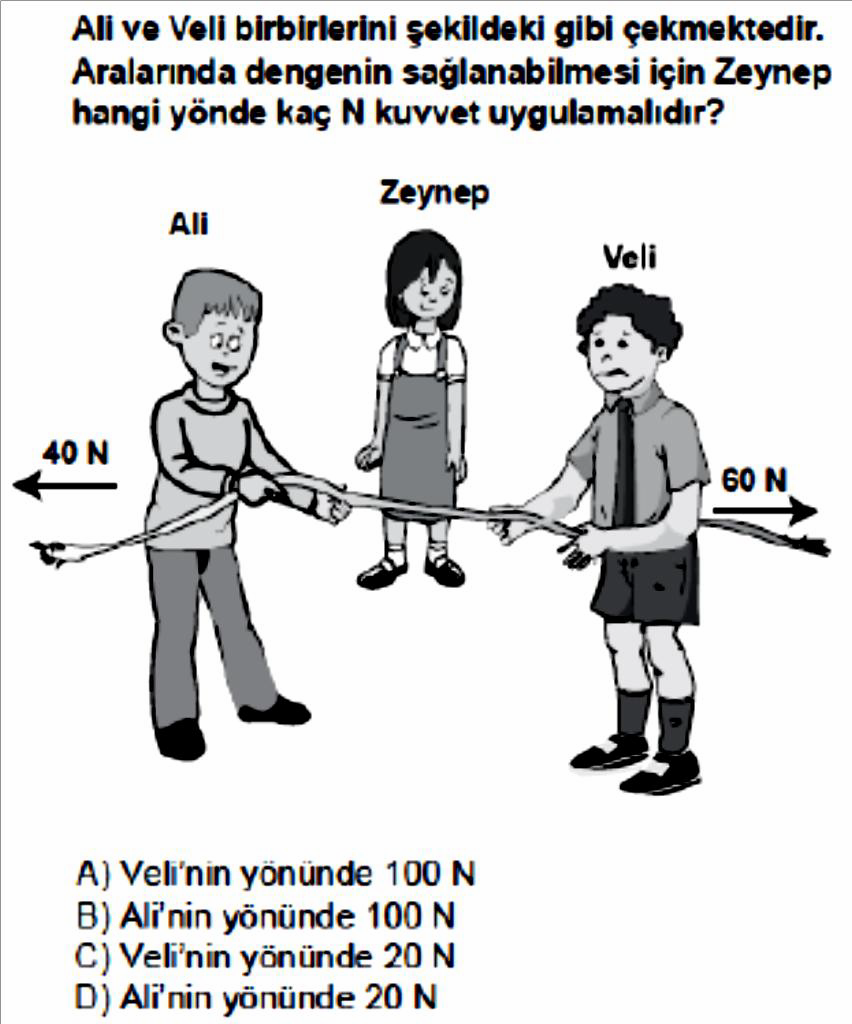 Ali ve Veli birbirlerini şekildeki gibi çekmektedir.
Aralarında dengenin sağlanabilmesi için Zeynep
hangi yönde kaç N kuvvet uygulamalıdır?
Zeynep
Ali
Veli
40 N
60 N
A) Veli'nin yönünde 100 N
B) Ali'nin yönünde 100 N
C) Veli'nin yönünde 20 N
D) Ali'nin yönünde 20 N